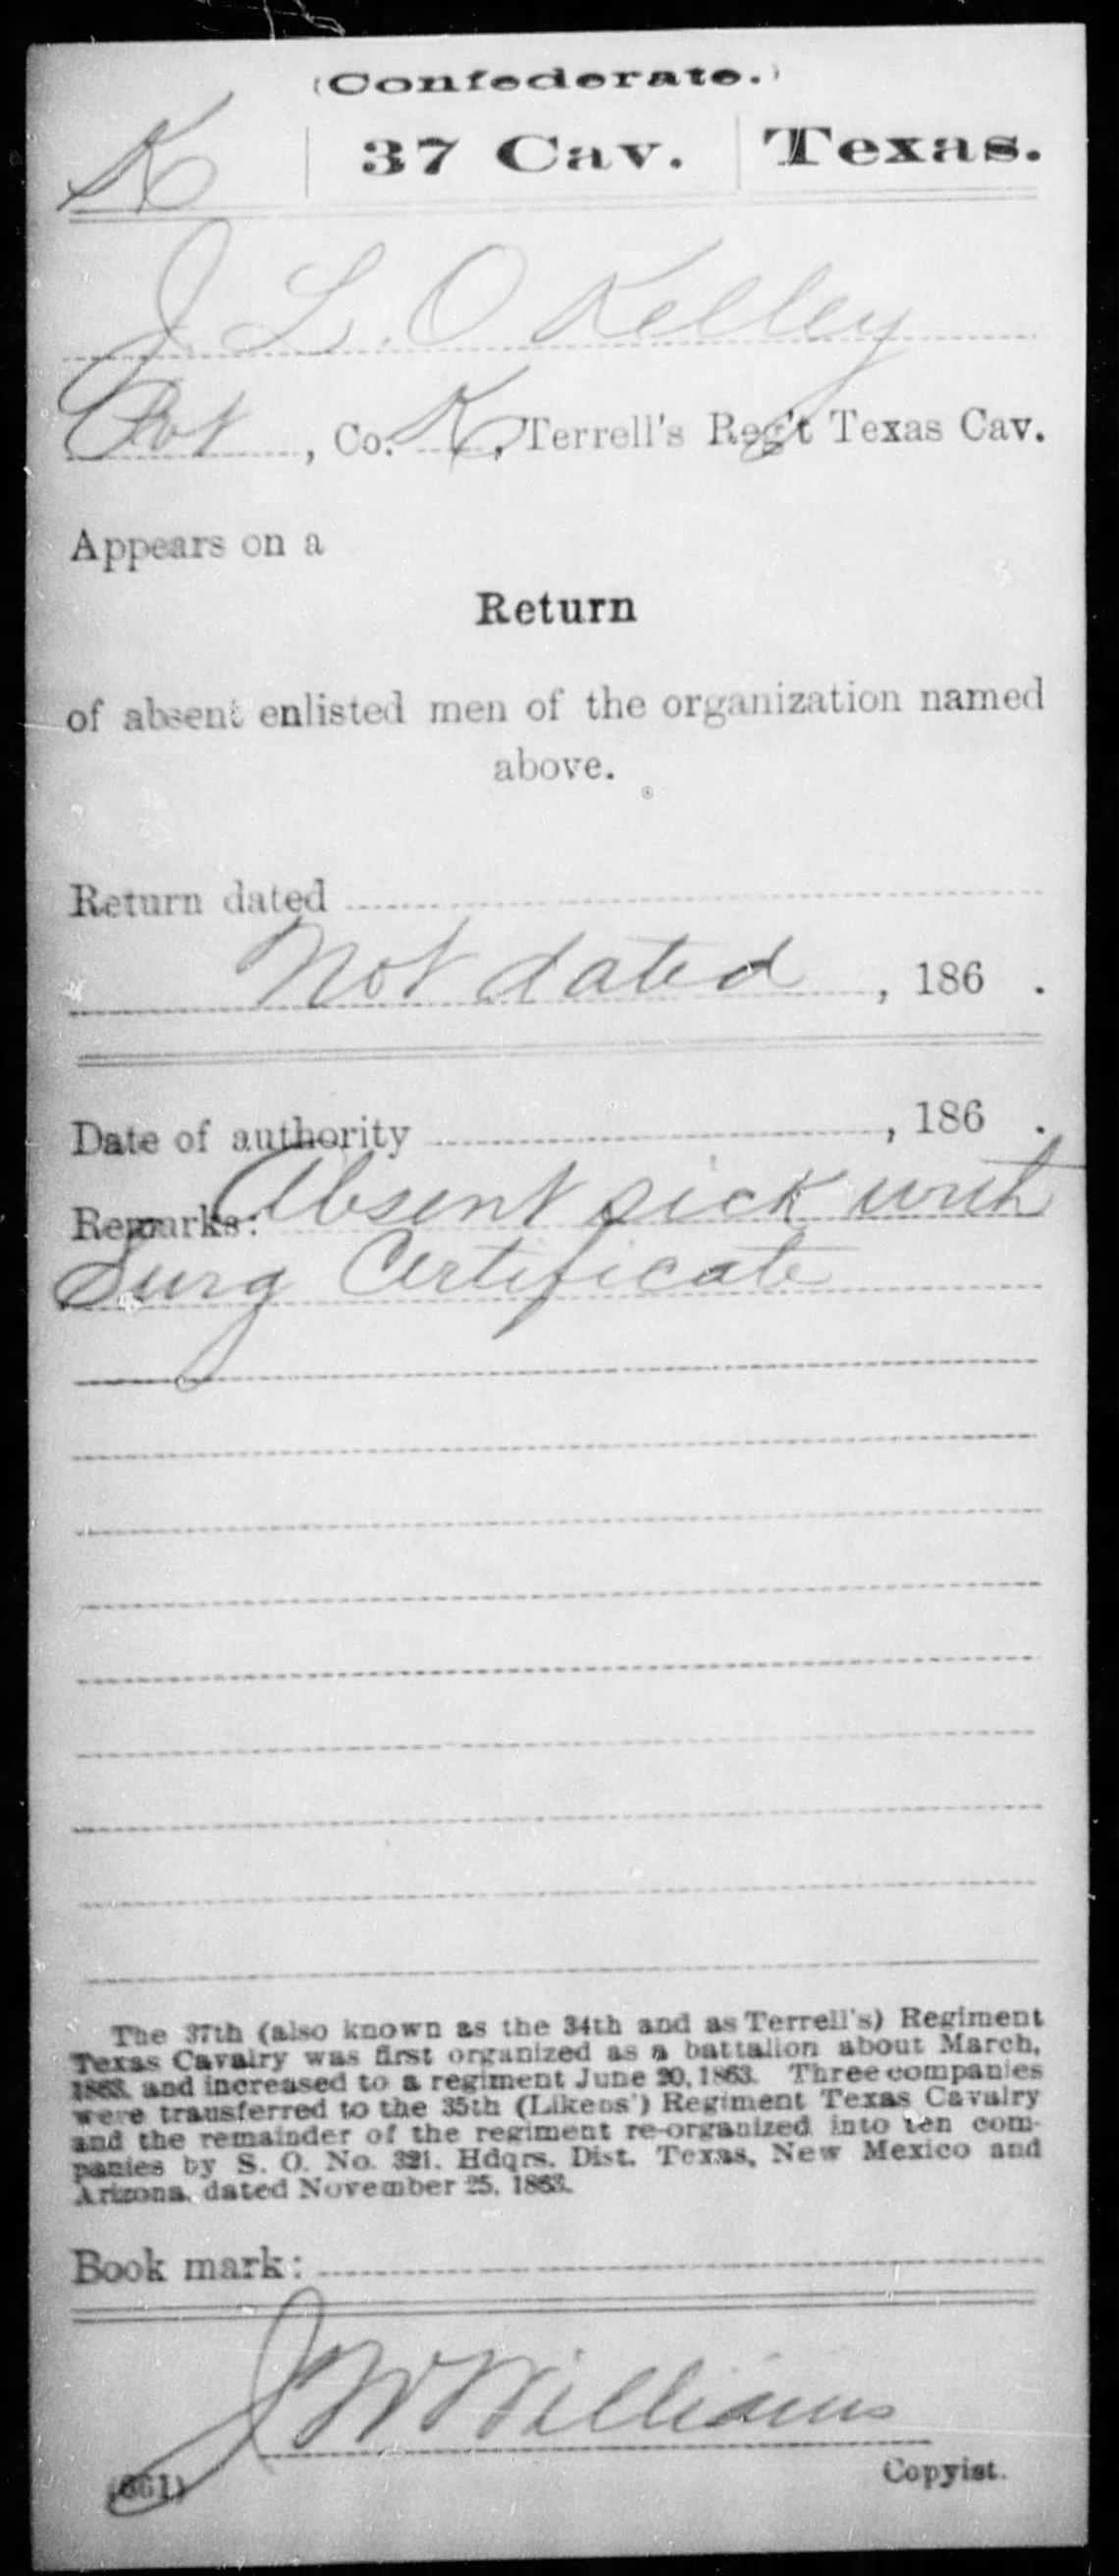 (Confederate.)
K | 37 Cav. | Texas.
J. L. O Kelley
Pvt, Co. K, Terrell's Reg't Texas Cav.
Appears on a
Return
of absent enlisted men of the organization named
above.
Return dated
Not dated, 186 .
Date of authority , 186 .
Remarks: Absent sick with
Surg Certificate
The 37th (also known as the 34th and as Terrell's) Regiment
Texas Cavalry was first organized as a battalion about March,
1863, and increased to a regiment June 20, 1863. Three companies
were transferred to the 35th (Likens') Regiment Texas Cavalry
and the remainder of the regiment re-organized into ten com-
panies by S. O. No. 321, Hdqrs. Dist. Texas, New Mexico and
Arizona, dated November 25, 1863.
Book mark:
J W Williams
(861) Copyist.